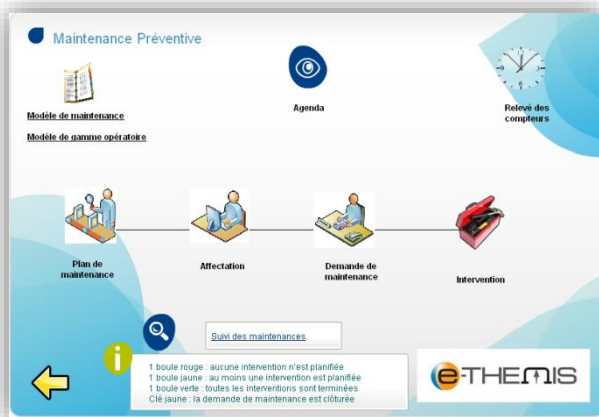 Maintenance Préventive
Modèle de maintenance
Modèle de gamme opératoire
Agenda
Relevé des
compteurs
Plan de
maintenance
Affectation
Demande de
maintenance
Intervention
Suivi des maintenances
i
1 boule rouge : aucune intervention n'est planifiée
1 boule jaune : au moins une intervention est planifiée
1 boule verte : toutes les interventions sont terminées
Clé jaune : la demande de maintenance est clôturée
e-THEMIS